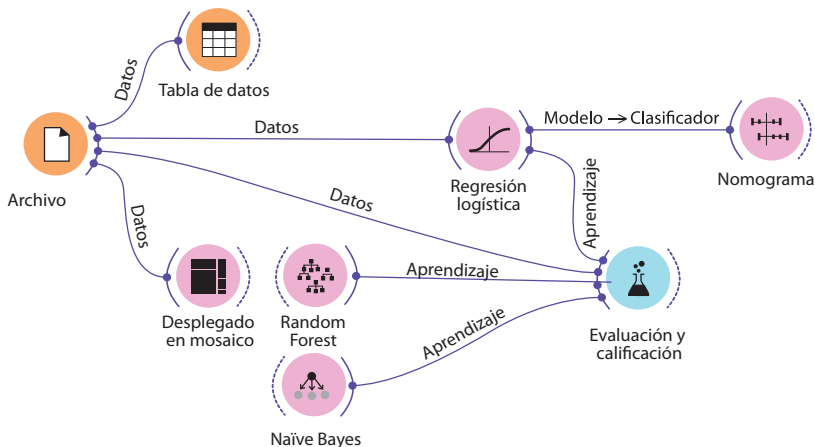 Datos
Tabla de datos
Archivo
Datos
Regresión
logística
Modelo → Clasificador
Nomograma
Datos
Aprendizaje
Datos
Desplegado
en mosaico
Random
Forest
Aprendizaje
Evaluación y
calificación
Aprendizaje
Naïve Bayes